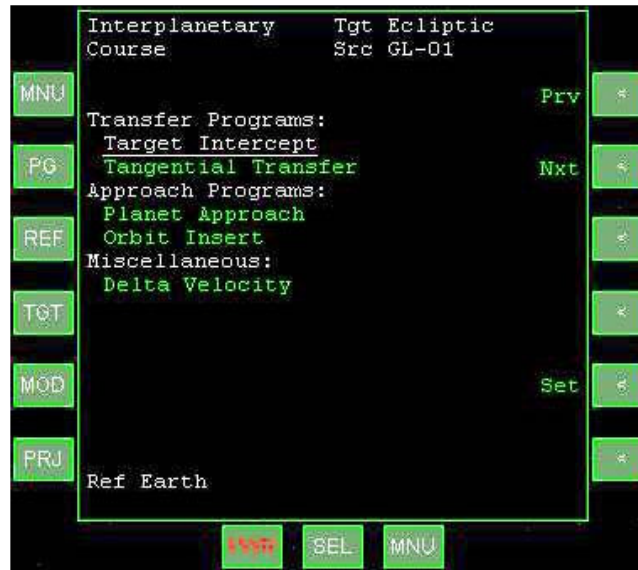 Interplanetary Tgt Ecliptic
Course Src GL-01
MNU
Prv
Transfer Programs:
Target Intercept
PG
Tangential Transfer
Nxt
Approach Programs:
Planet Approach
REF
Orbit Insert
Miscellaneous:
Delta Velocity
TGT
MOD
Set
PRJ
Ref Earth
SEL
MNU